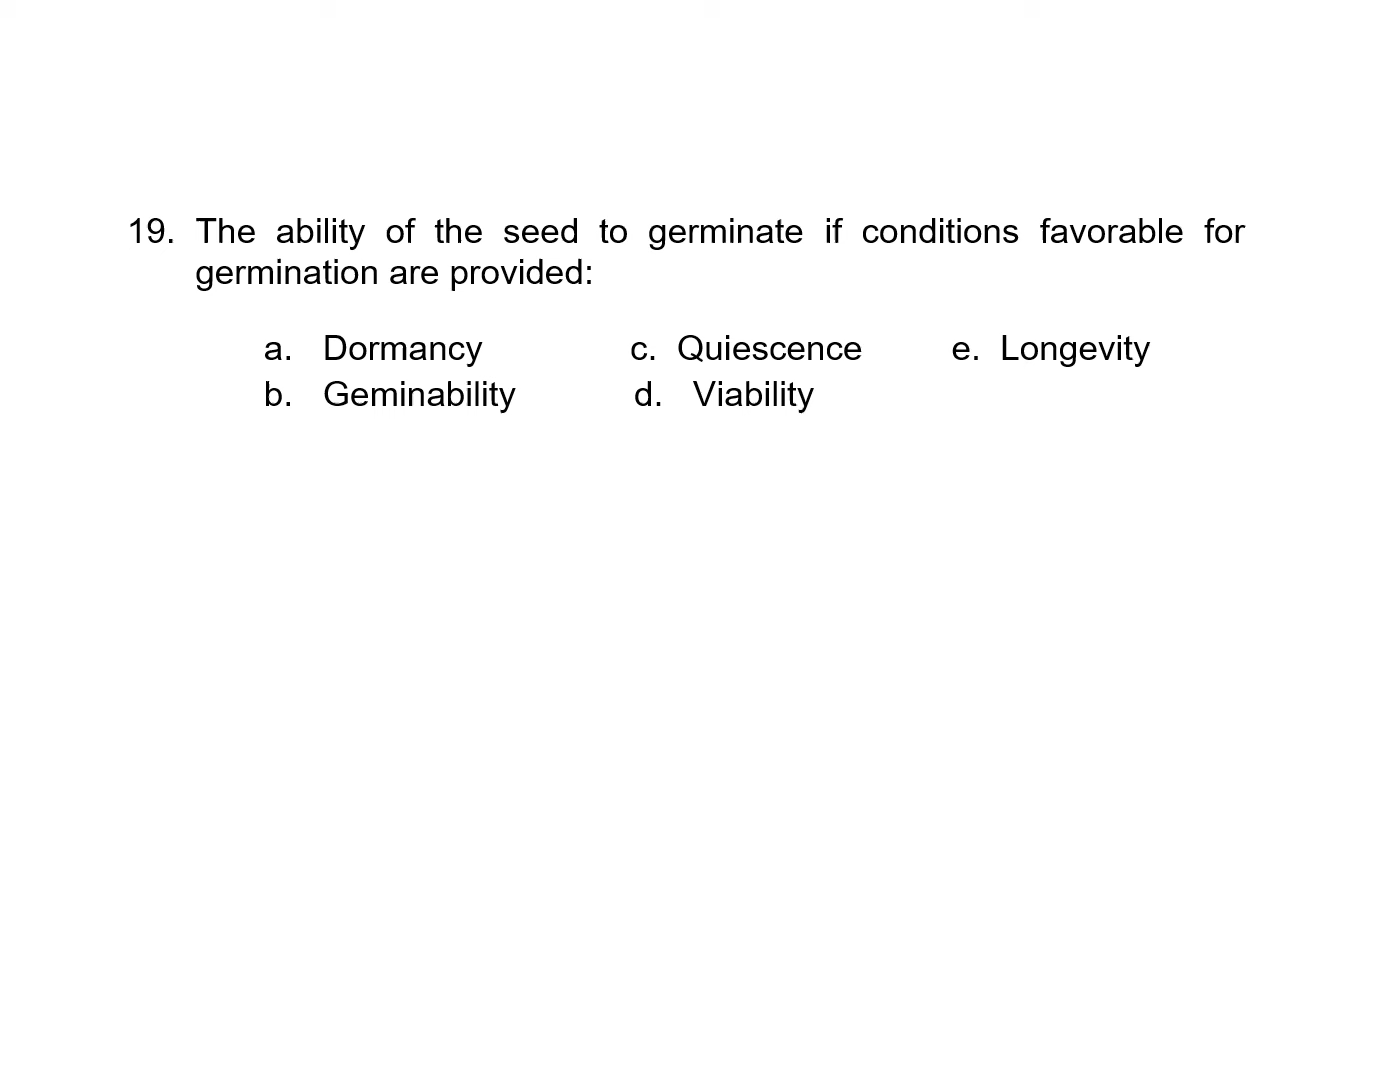 19. The ability of the seed to germinate if conditions favorable for
germination are provided:
a. Dormancy c. Quiescence e. Longevity
b. Geminability d. Viability